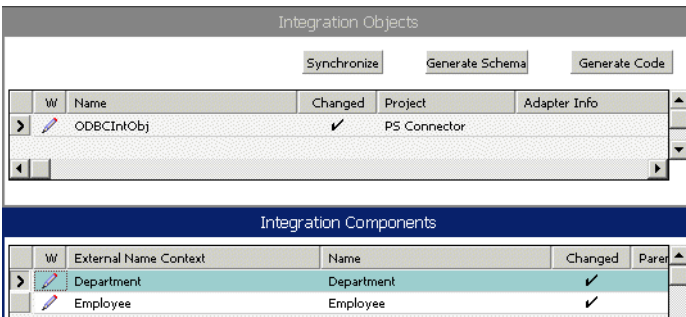 Integration Objects
Synchronize Generate Schema Generate Code
W Name Changed Project Adapter Info
ODBCIntObj ✔ PS Connector
Integration Components
W External Name Context Name Changed Paren
Department Department ✔
Employee Employee ✔